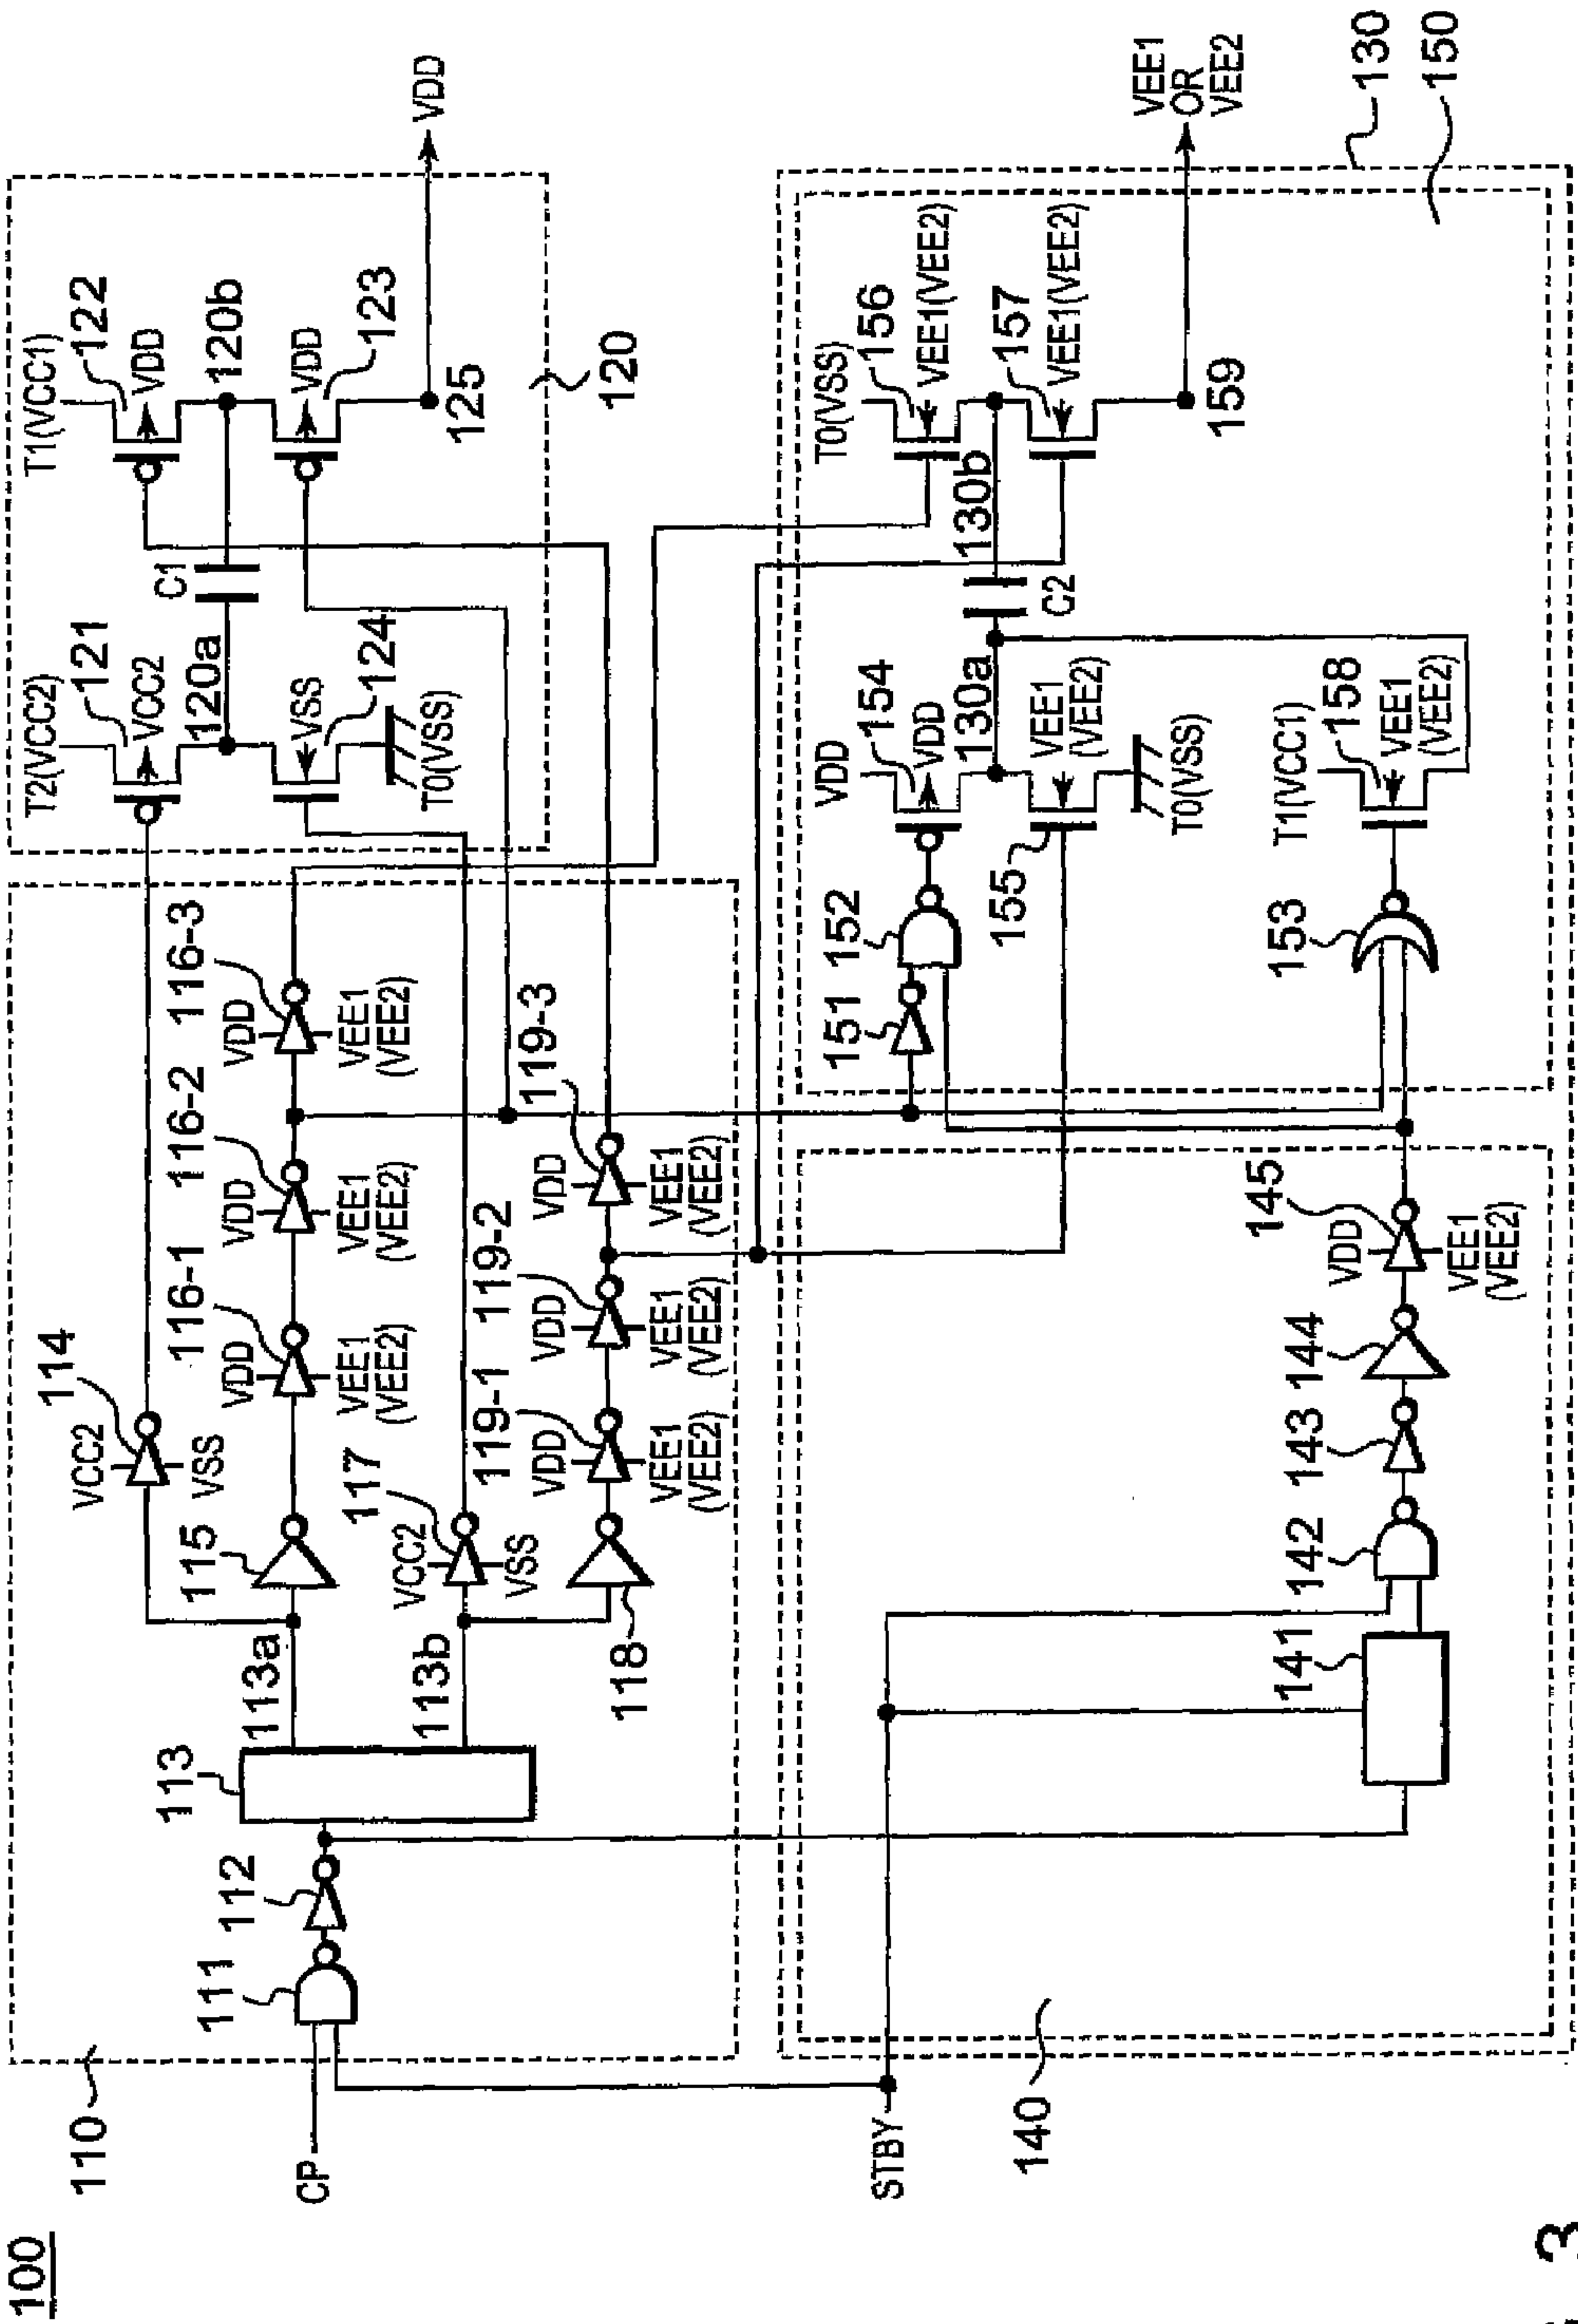 100
110
CP
111
112
113
113a
113b
115
118
114
VCC2
VSS
116-1
VDD
VEE1
(VEE2)
116-2
VDD
VEE1
(VEE2)
116-3
VDD
VEE1
(VEE2)
117
VCC2
VSS
119-1
VDD
VEE1
(VEE2)
119-2
VDD
VEE1
(VEE2)
119-3
VDD
VEE1
(VEE2)
T2(VCC2)
121
VCC2
120a
VSS
124
T0(VSS)
C1
T1(VCC1)
122
VDD
120b
VDD
123
125
120
VDD
STBY
140
141
142
143
144
145
VDD
VEE1
(VEE2)
151
152
153
VDD
154
VDD
130a
155
VEE1
(VEE2)
T0(VSS)
T1(VCC1)
158
VEE1
(VEE2)
C2
130b
T0(VSS)
156
VEE1(VEE2)
157
VEE1(VEE2)
159
VEE1
OR
VEE2
130
150
3